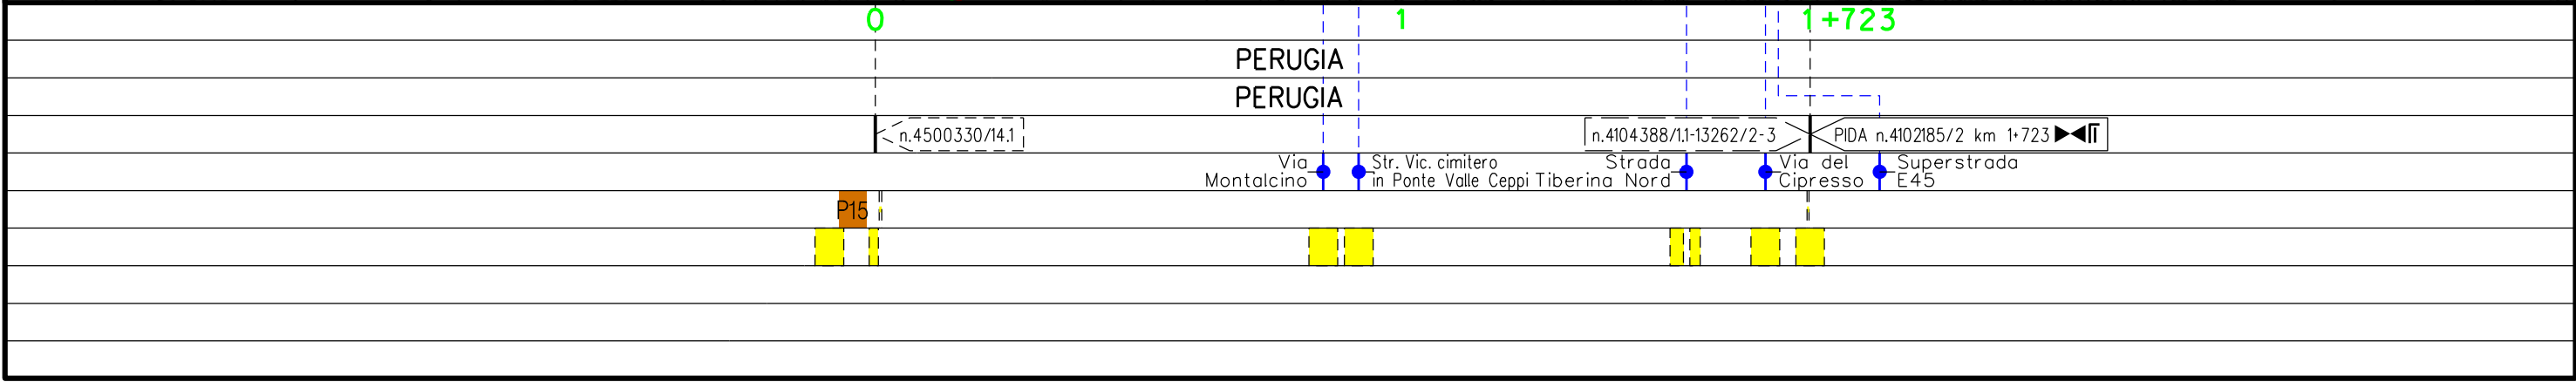 0 1 1+723
PERUGIA
PERUGIA
n.4500330/14.1 n.4104388/1.1-13262/2-3 PIDA n.4102185/2 km 1+723
Via Str. Vic. cimitero Strada Via del Superstrada
Montalcino in Ponte Valle Ceppi Tiberina Nord Cipresso E45
P15